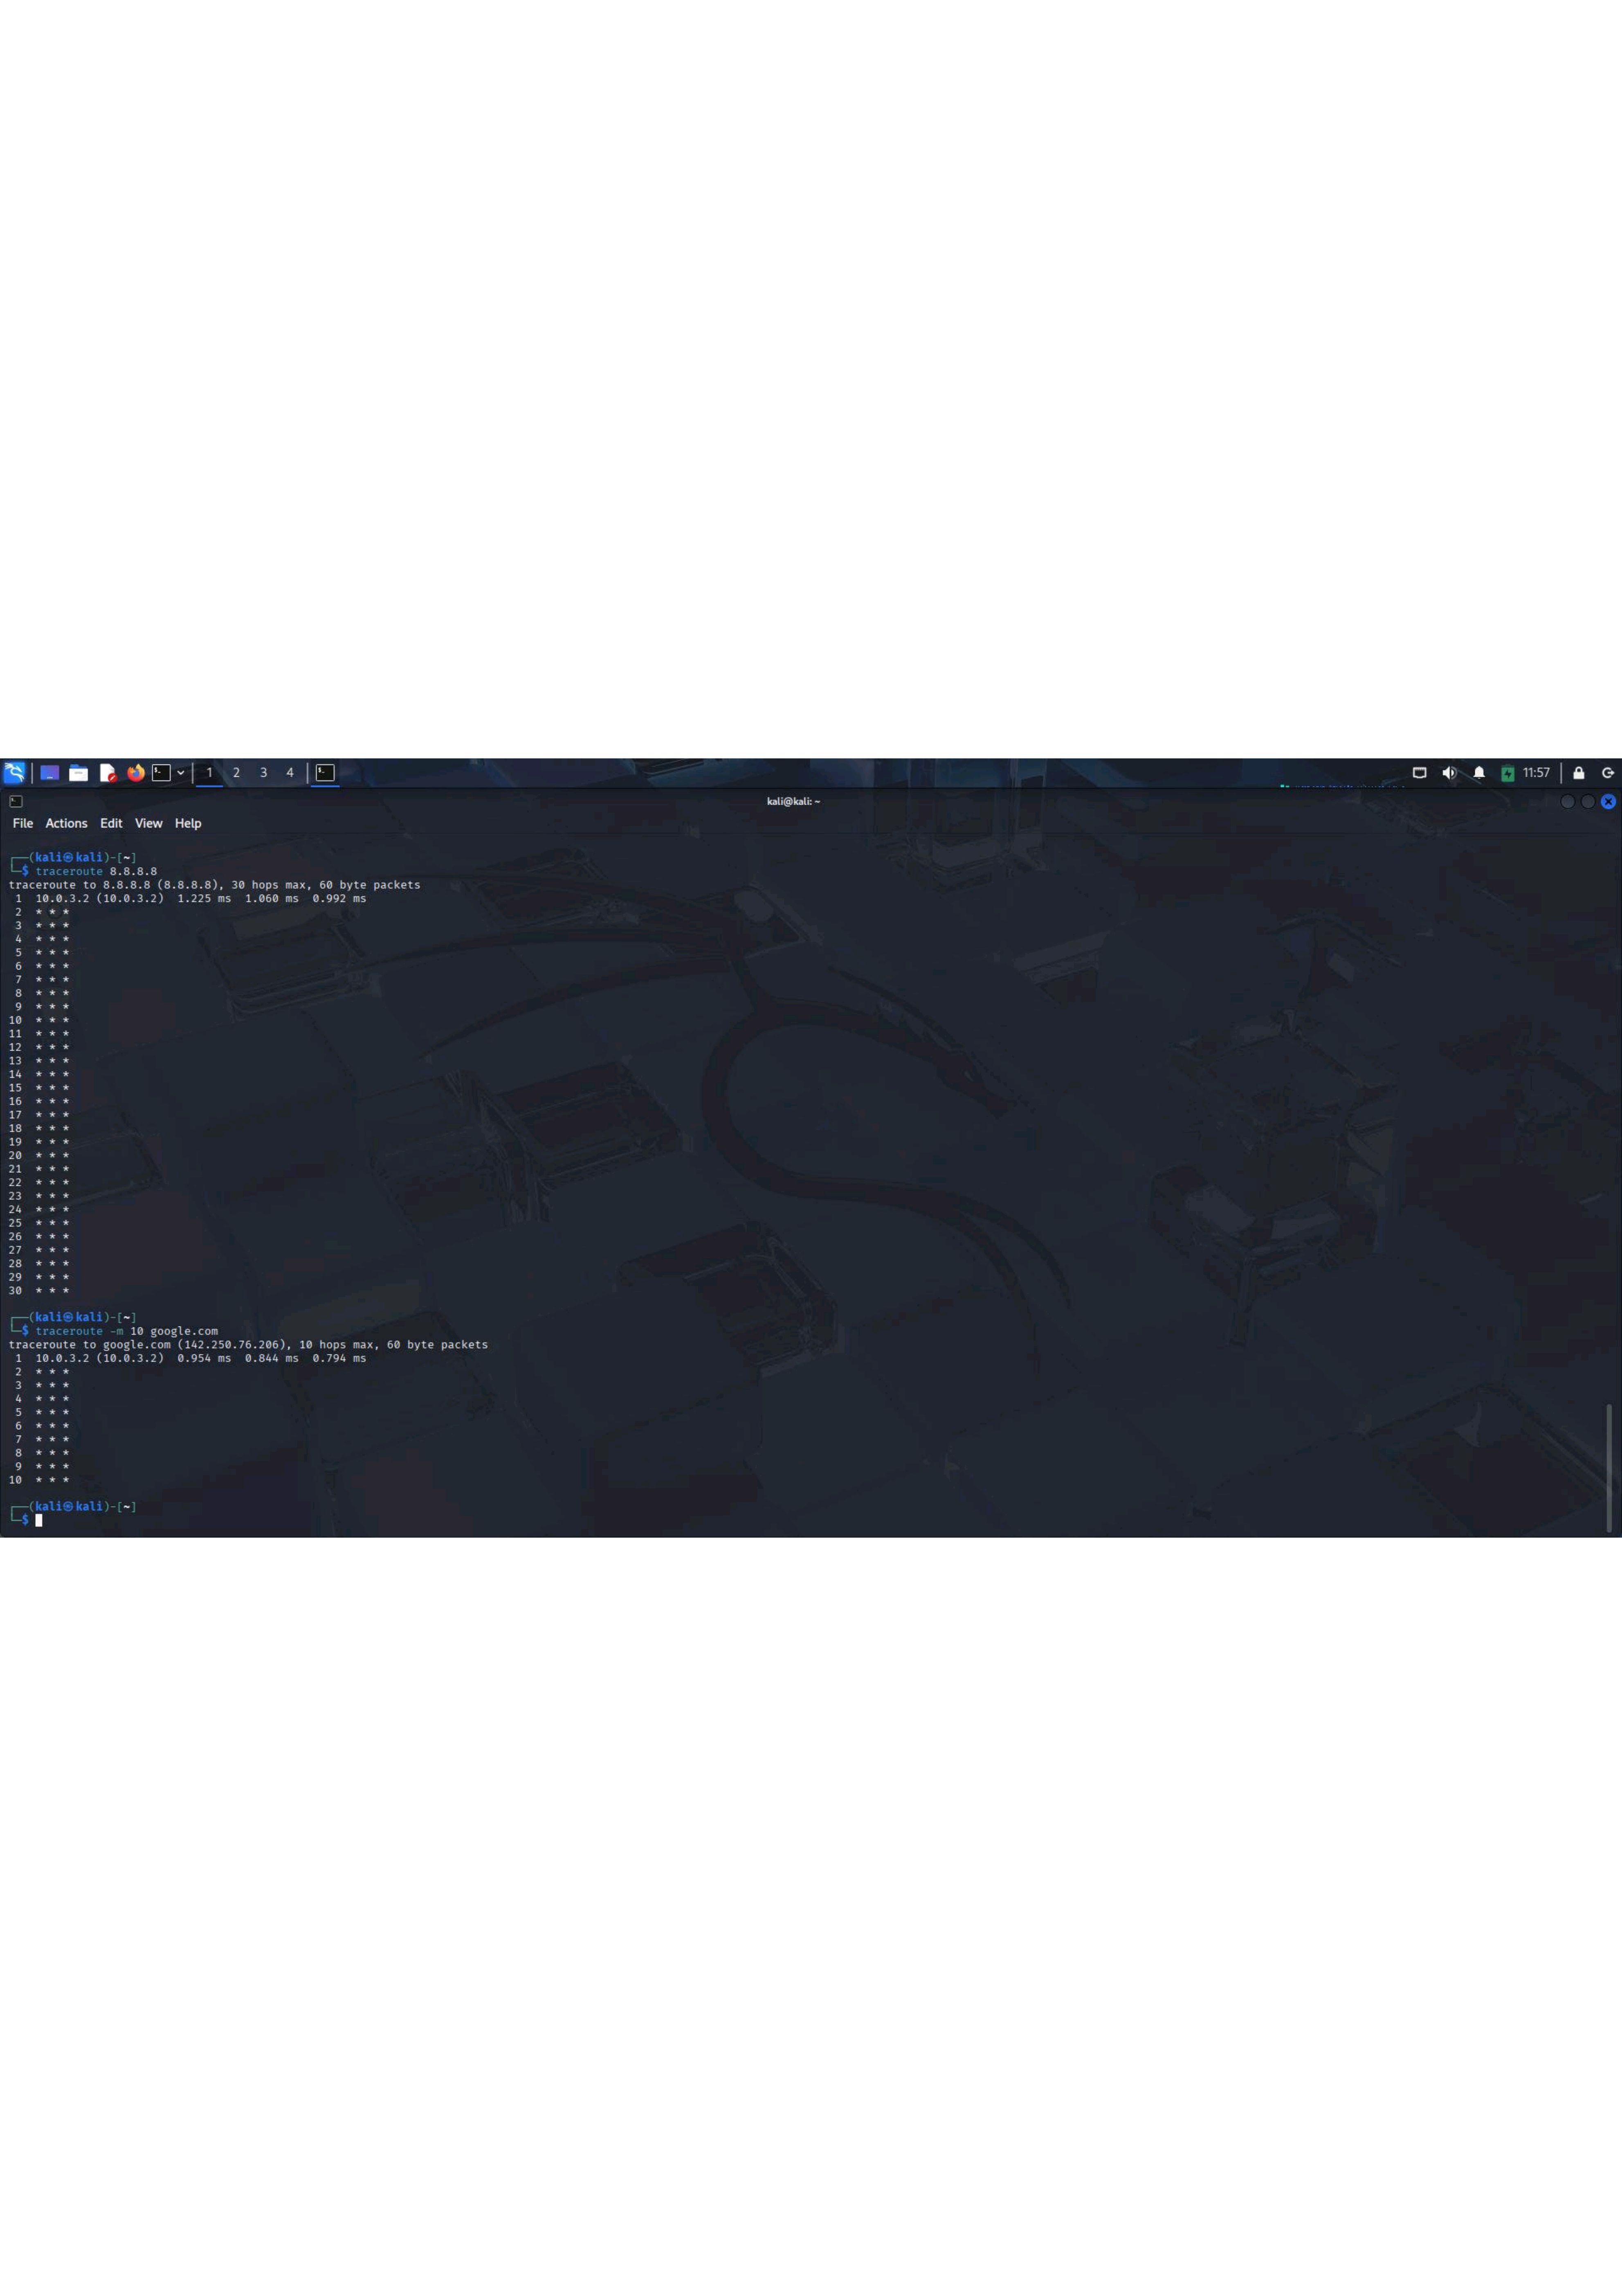 1 2 3 4 11:57
kali@kali: ~
File Actions Edit View Help
┌──(kali㉿kali)-[~]
└─$ traceroute 8.8.8.8
traceroute to 8.8.8.8 (8.8.8.8), 30 hops max, 60 byte packets
1 10.0.3.2 (10.0.3.2) 1.225 ms 1.060 ms 0.992 ms
2 * * *
3 * * *
4 * * *
5 * * *
6 * * *
7 * * *
8 * * *
9 * * *
10 * * *
11 * * *
12 * * *
13 * * *
14 * * *
15 * * *
16 * * *
17 * * *
18 * * *
19 * * *
20 * * *
21 * * *
22 * * *
23 * * *
24 * * *
25 * * *
26 * * *
27 * * *
28 * * *
29 * * *
30 * * *
┌──(kali㉿kali)-[~]
└─$ traceroute -m 10 google.com
traceroute to google.com (142.250.76.206), 10 hops max, 60 byte packets
1 10.0.3.2 (10.0.3.2) 0.954 ms 0.844 ms 0.794 ms
2 * * *
3 * * *
4 * * *
5 * * *
6 * * *
7 * * *
8 * * *
9 * * *
10 * * *
┌──(kali㉿kali)-[~]
└─$